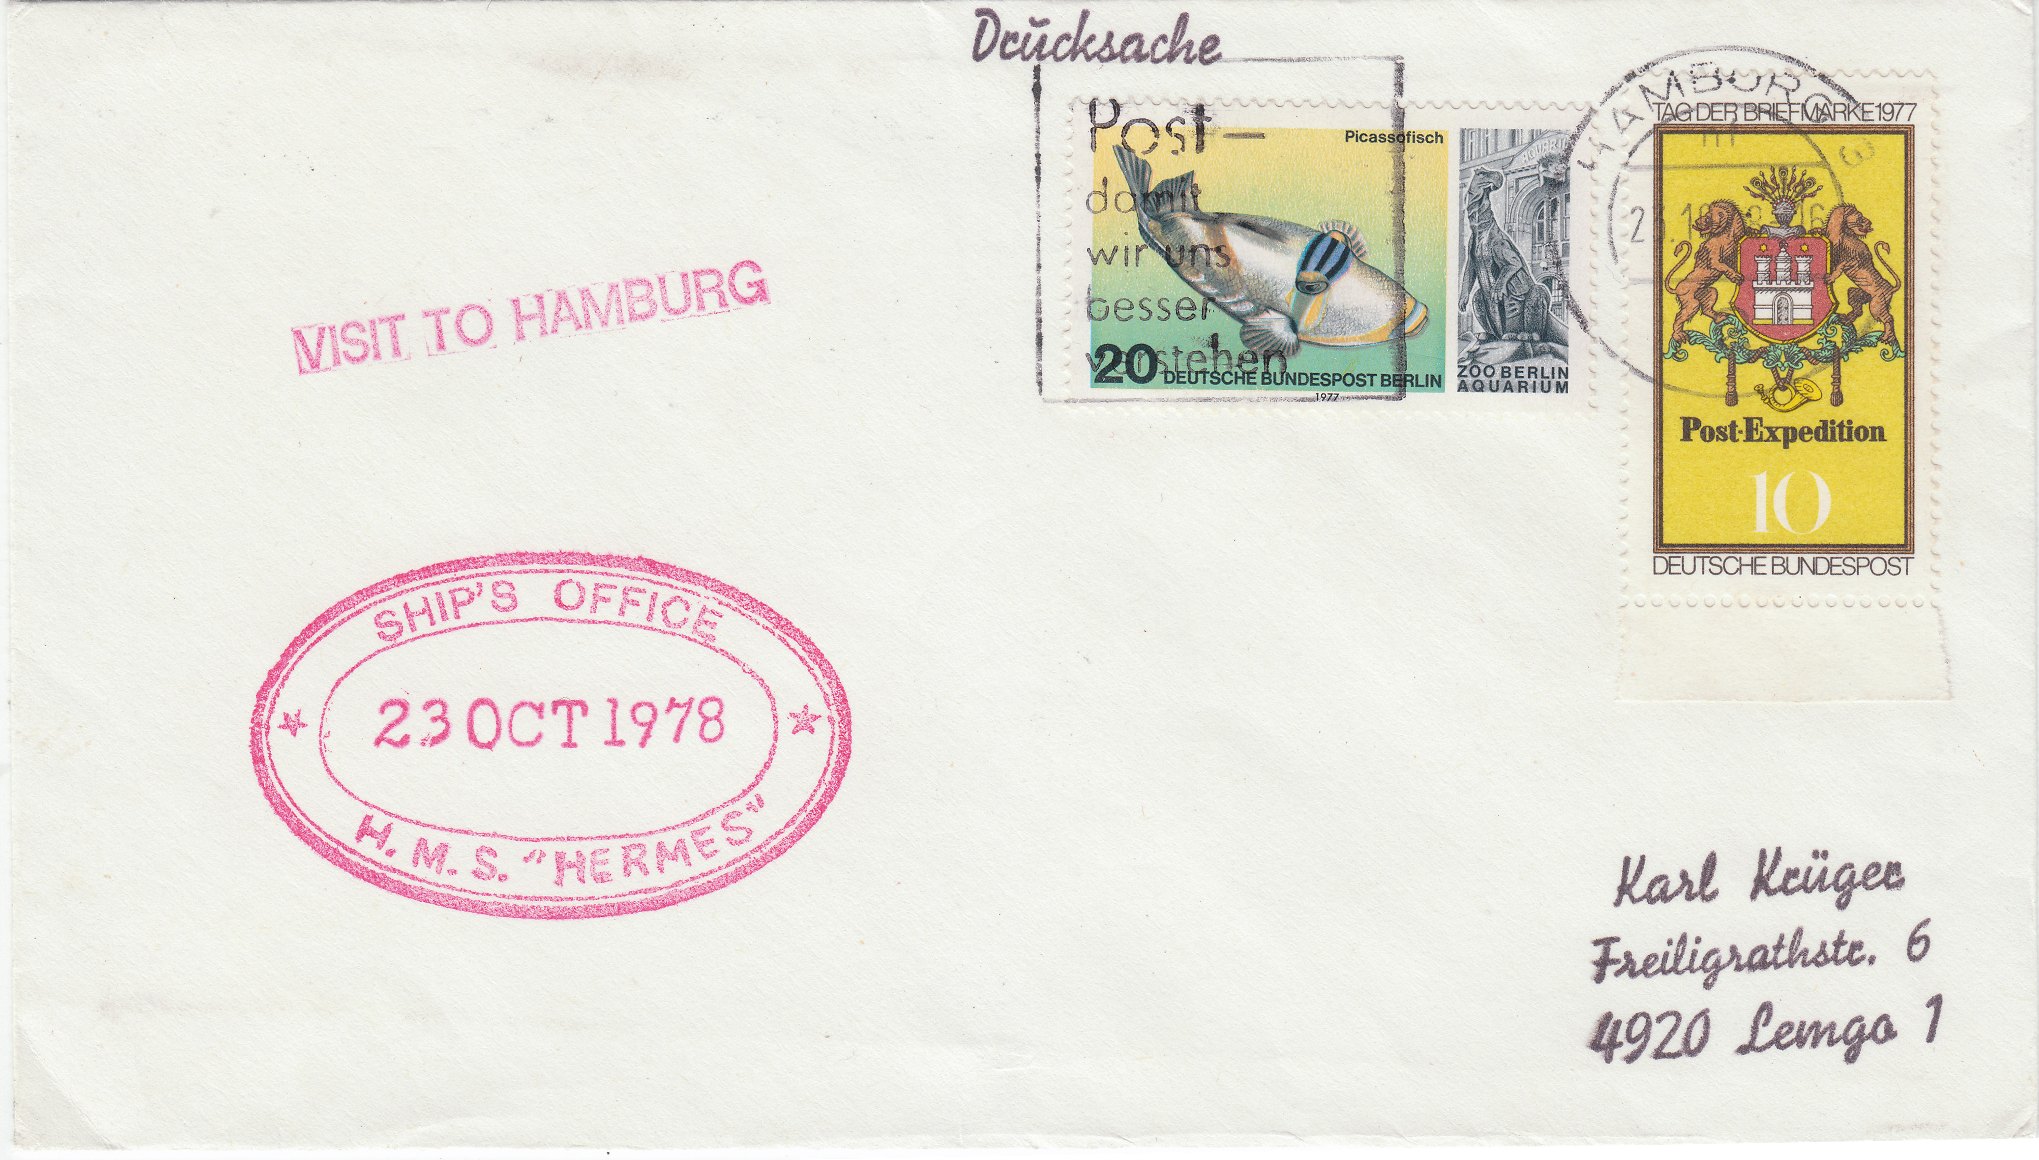 Drucksache
Post –
damit
wir uns
besser
verstehen
Picassofisch
AQUARIUM
20 DEUTSCHE BUNDESPOST BERLIN
1977
ZOO BERLIN
AQUARIUM
HAMBURG
TAG DER BRIEFMARKE 1977
Post-Expedition
10
DEUTSCHE BUNDESPOST
VISIT TO HAMBURG
SHIP'S OFFICE
23 OCT 1978
H.M.S. "HERMES"
Karl Krüger
Freiligrathstr. 6
4920 Lemgo 1